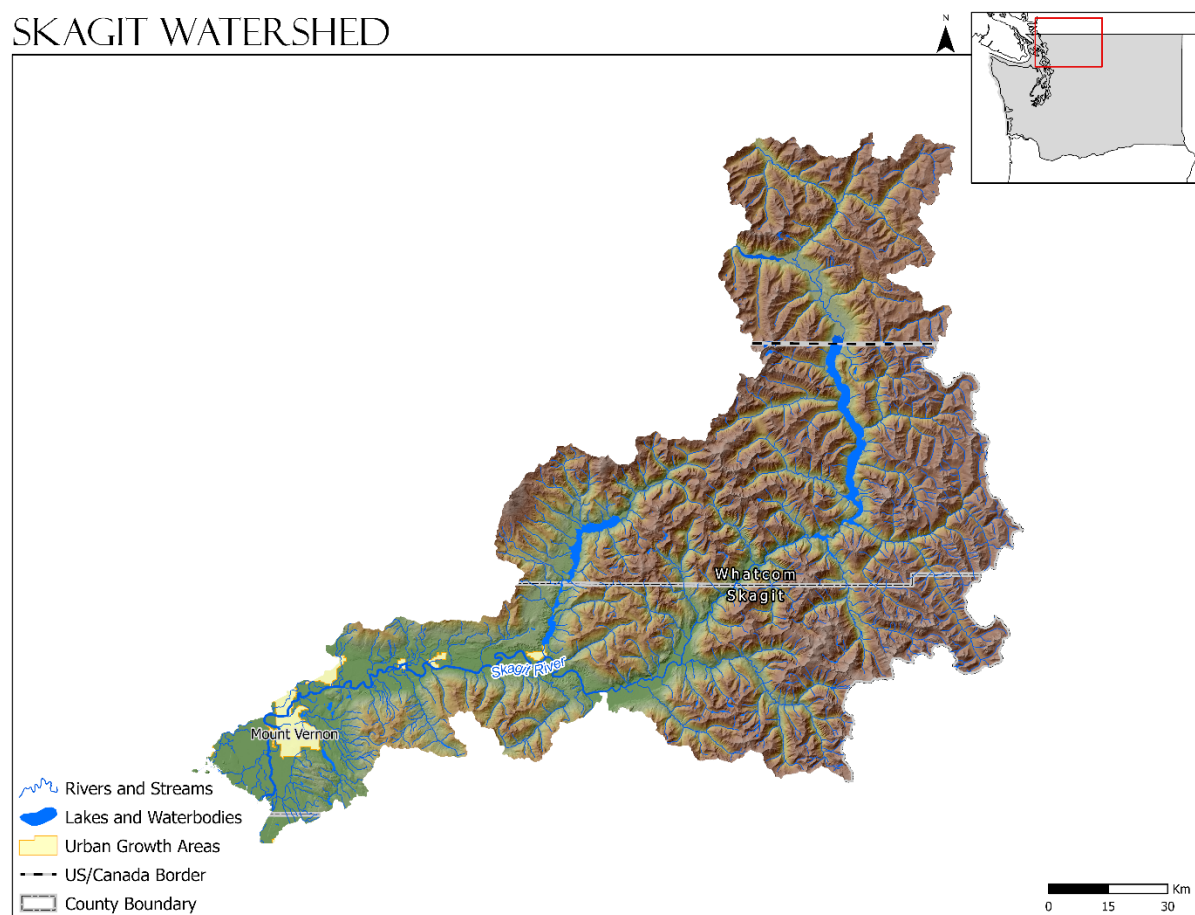 SKAGIT WATERSHED
N
Whatcom
Skagit
Skagit River
Mount Vernon
Rivers and Streams
Lakes and Waterbodies
Urban Growth Areas
US/Canada Border
County Boundary
Km
0 15 30